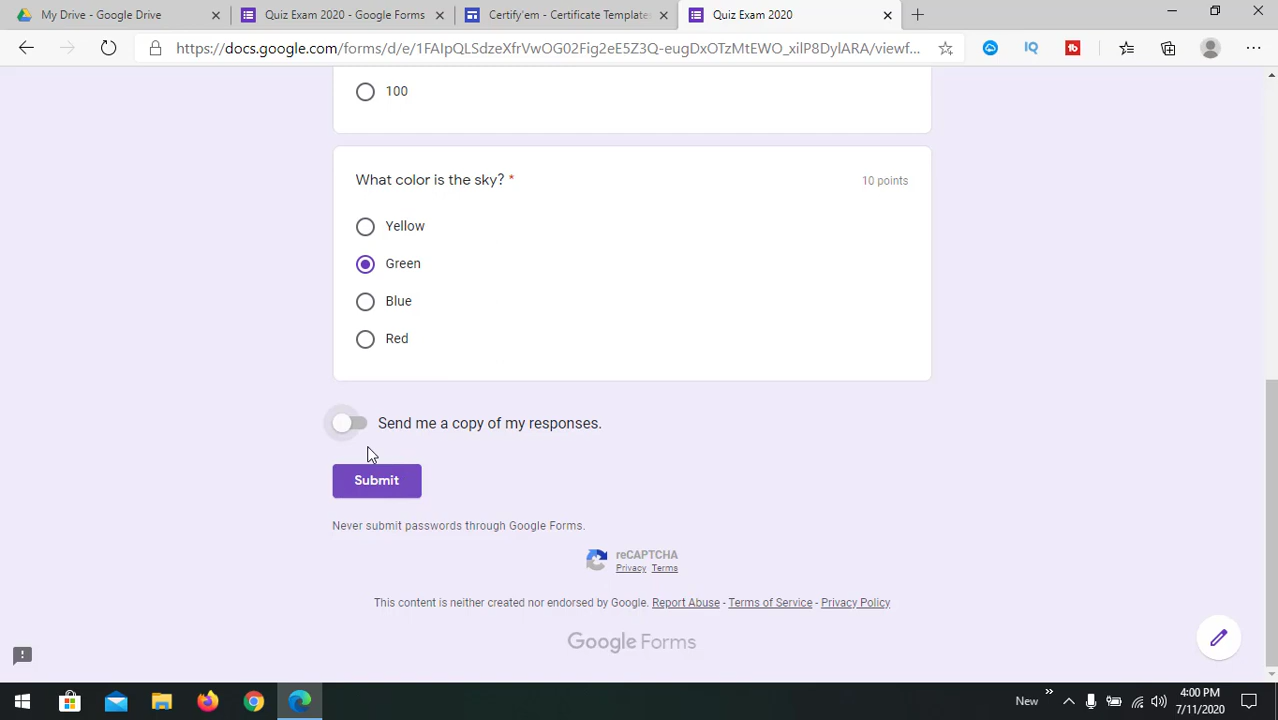 My Drive - Google Drive
Quiz Exam 2020 - Google Forms
Certify'em - Certificate Template
Quiz Exam 2020
https://docs.google.com/forms/d/e/1FAIpQLSdzeXfrVwOG02Fig2eE5Z3Q-eugDxOTzMtEWO_xilP8DylARA/viewf...
IQ
100
What color is the sky? *
10 points
Yellow
Green
Blue
Red
Send me a copy of my responses.
Submit
Never submit passwords through Google Forms.
reCAPTCHA
Privacy Terms
This content is neither created nor endorsed by Google. Report Abuse - Terms of Service - Privacy Policy
Google Forms
New
4:00 PM
7/11/2020